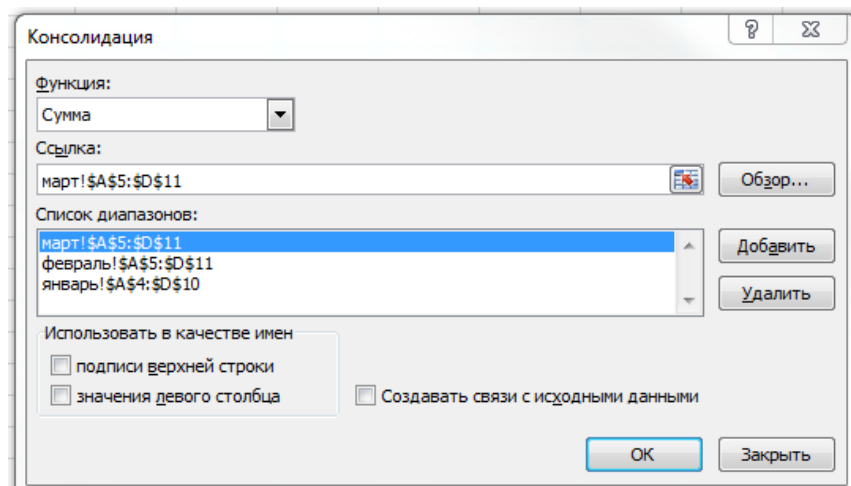 Консолидация
Функция:
Сумма
Ссылка:
март!$A$5:$D$11
Обзор...
Список диапазонов:
март!$A$5:$D$11
февраль!$A$5:$D$11
январь!$A$4:$D$10
Добавить
Удалить
Использовать в качестве имен
подписи верхней строки
значения левого столбца
Создавать связи с исходными данными
ОК
Закрыть